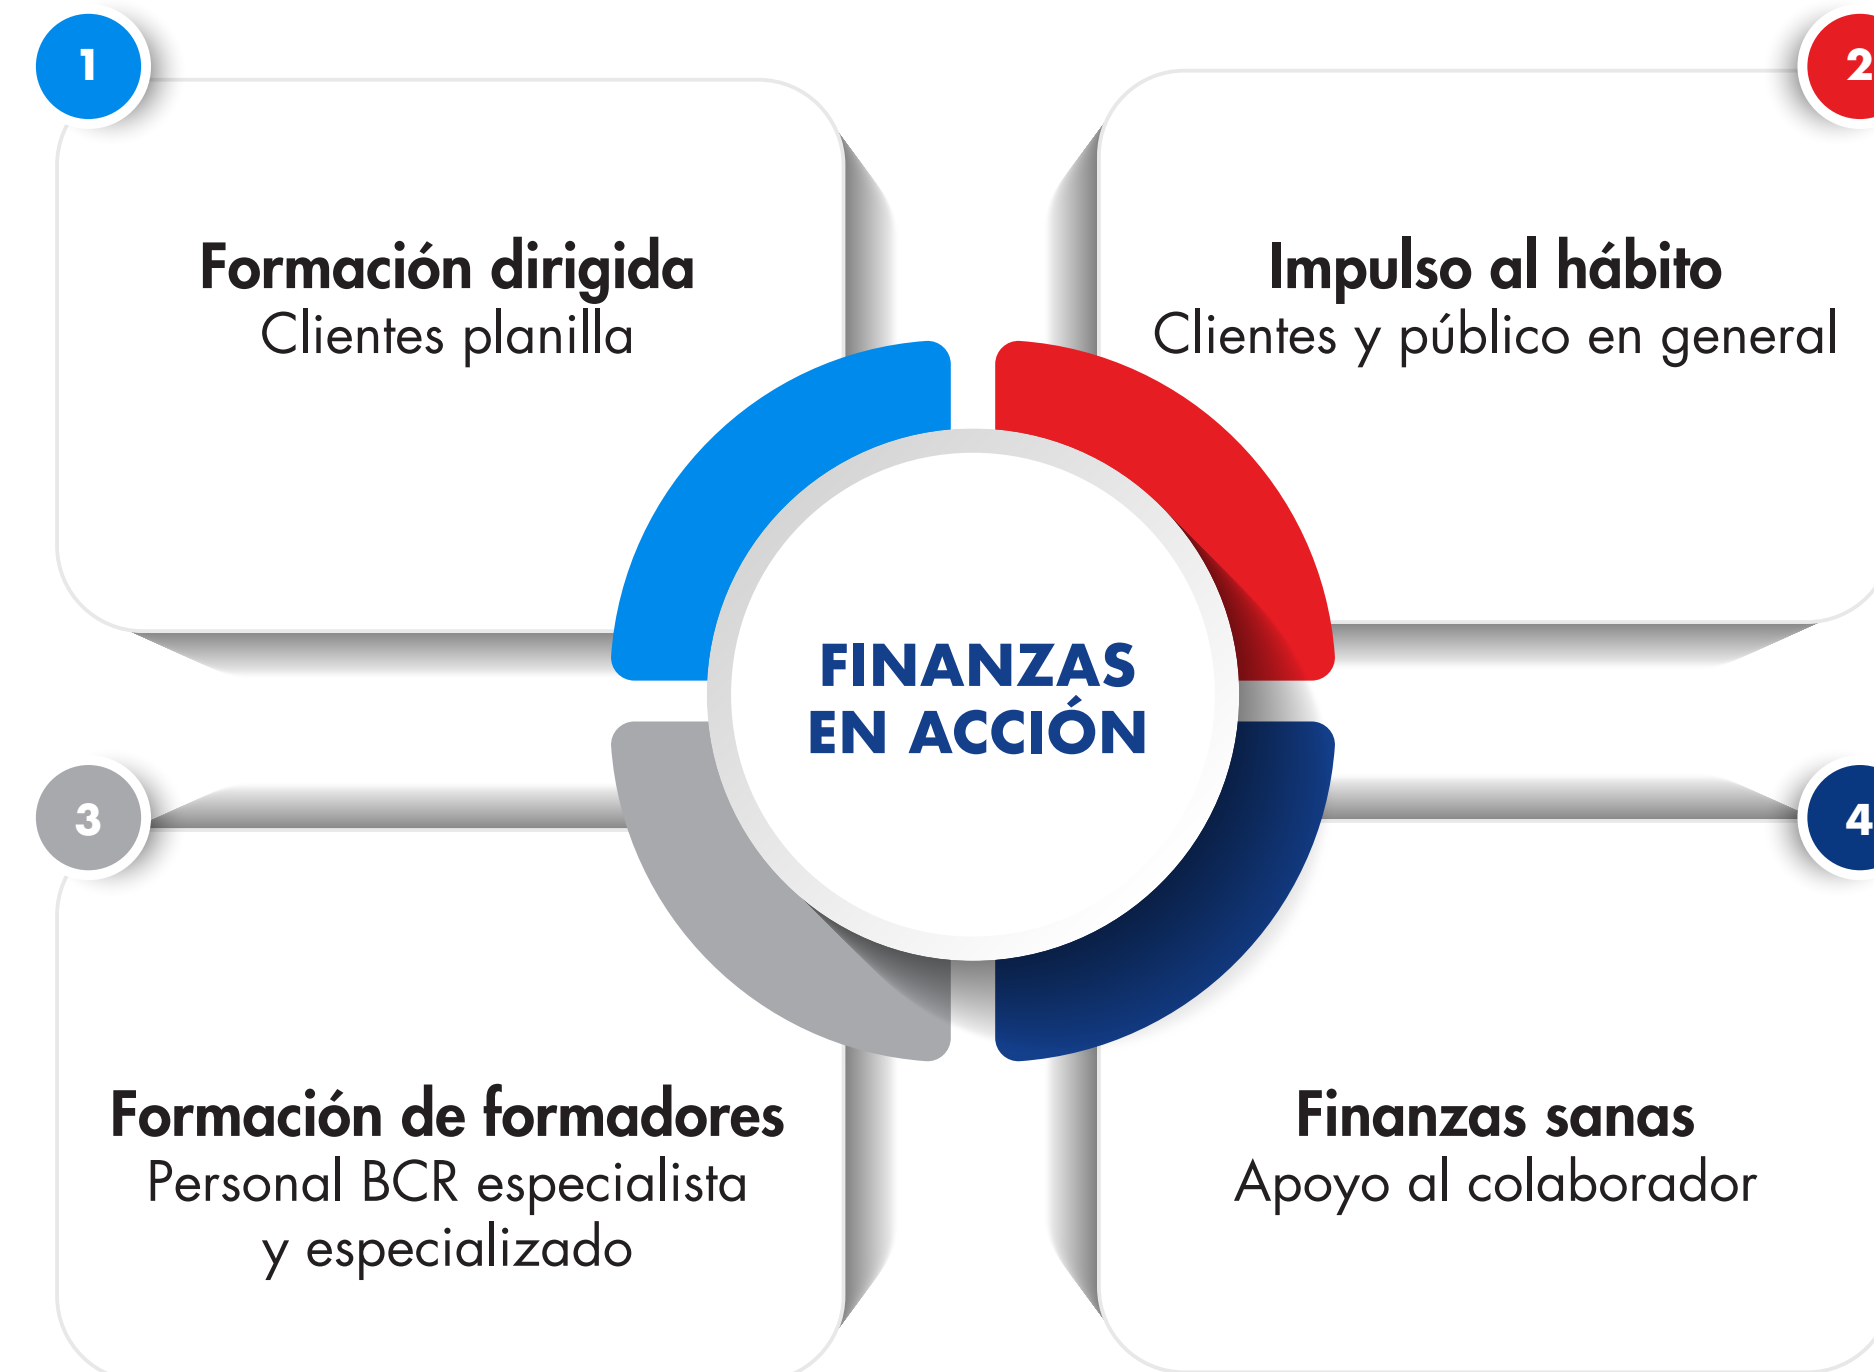 1
Formación dirigida
Clientes planilla
2
Impulso al hábito
Clientes y público en general
FINANZAS
EN ACCIÓN
3
Formación de formadores
Personal BCR especialista
y especializado
4
Finanzas sanas
Apoyo al colaborador